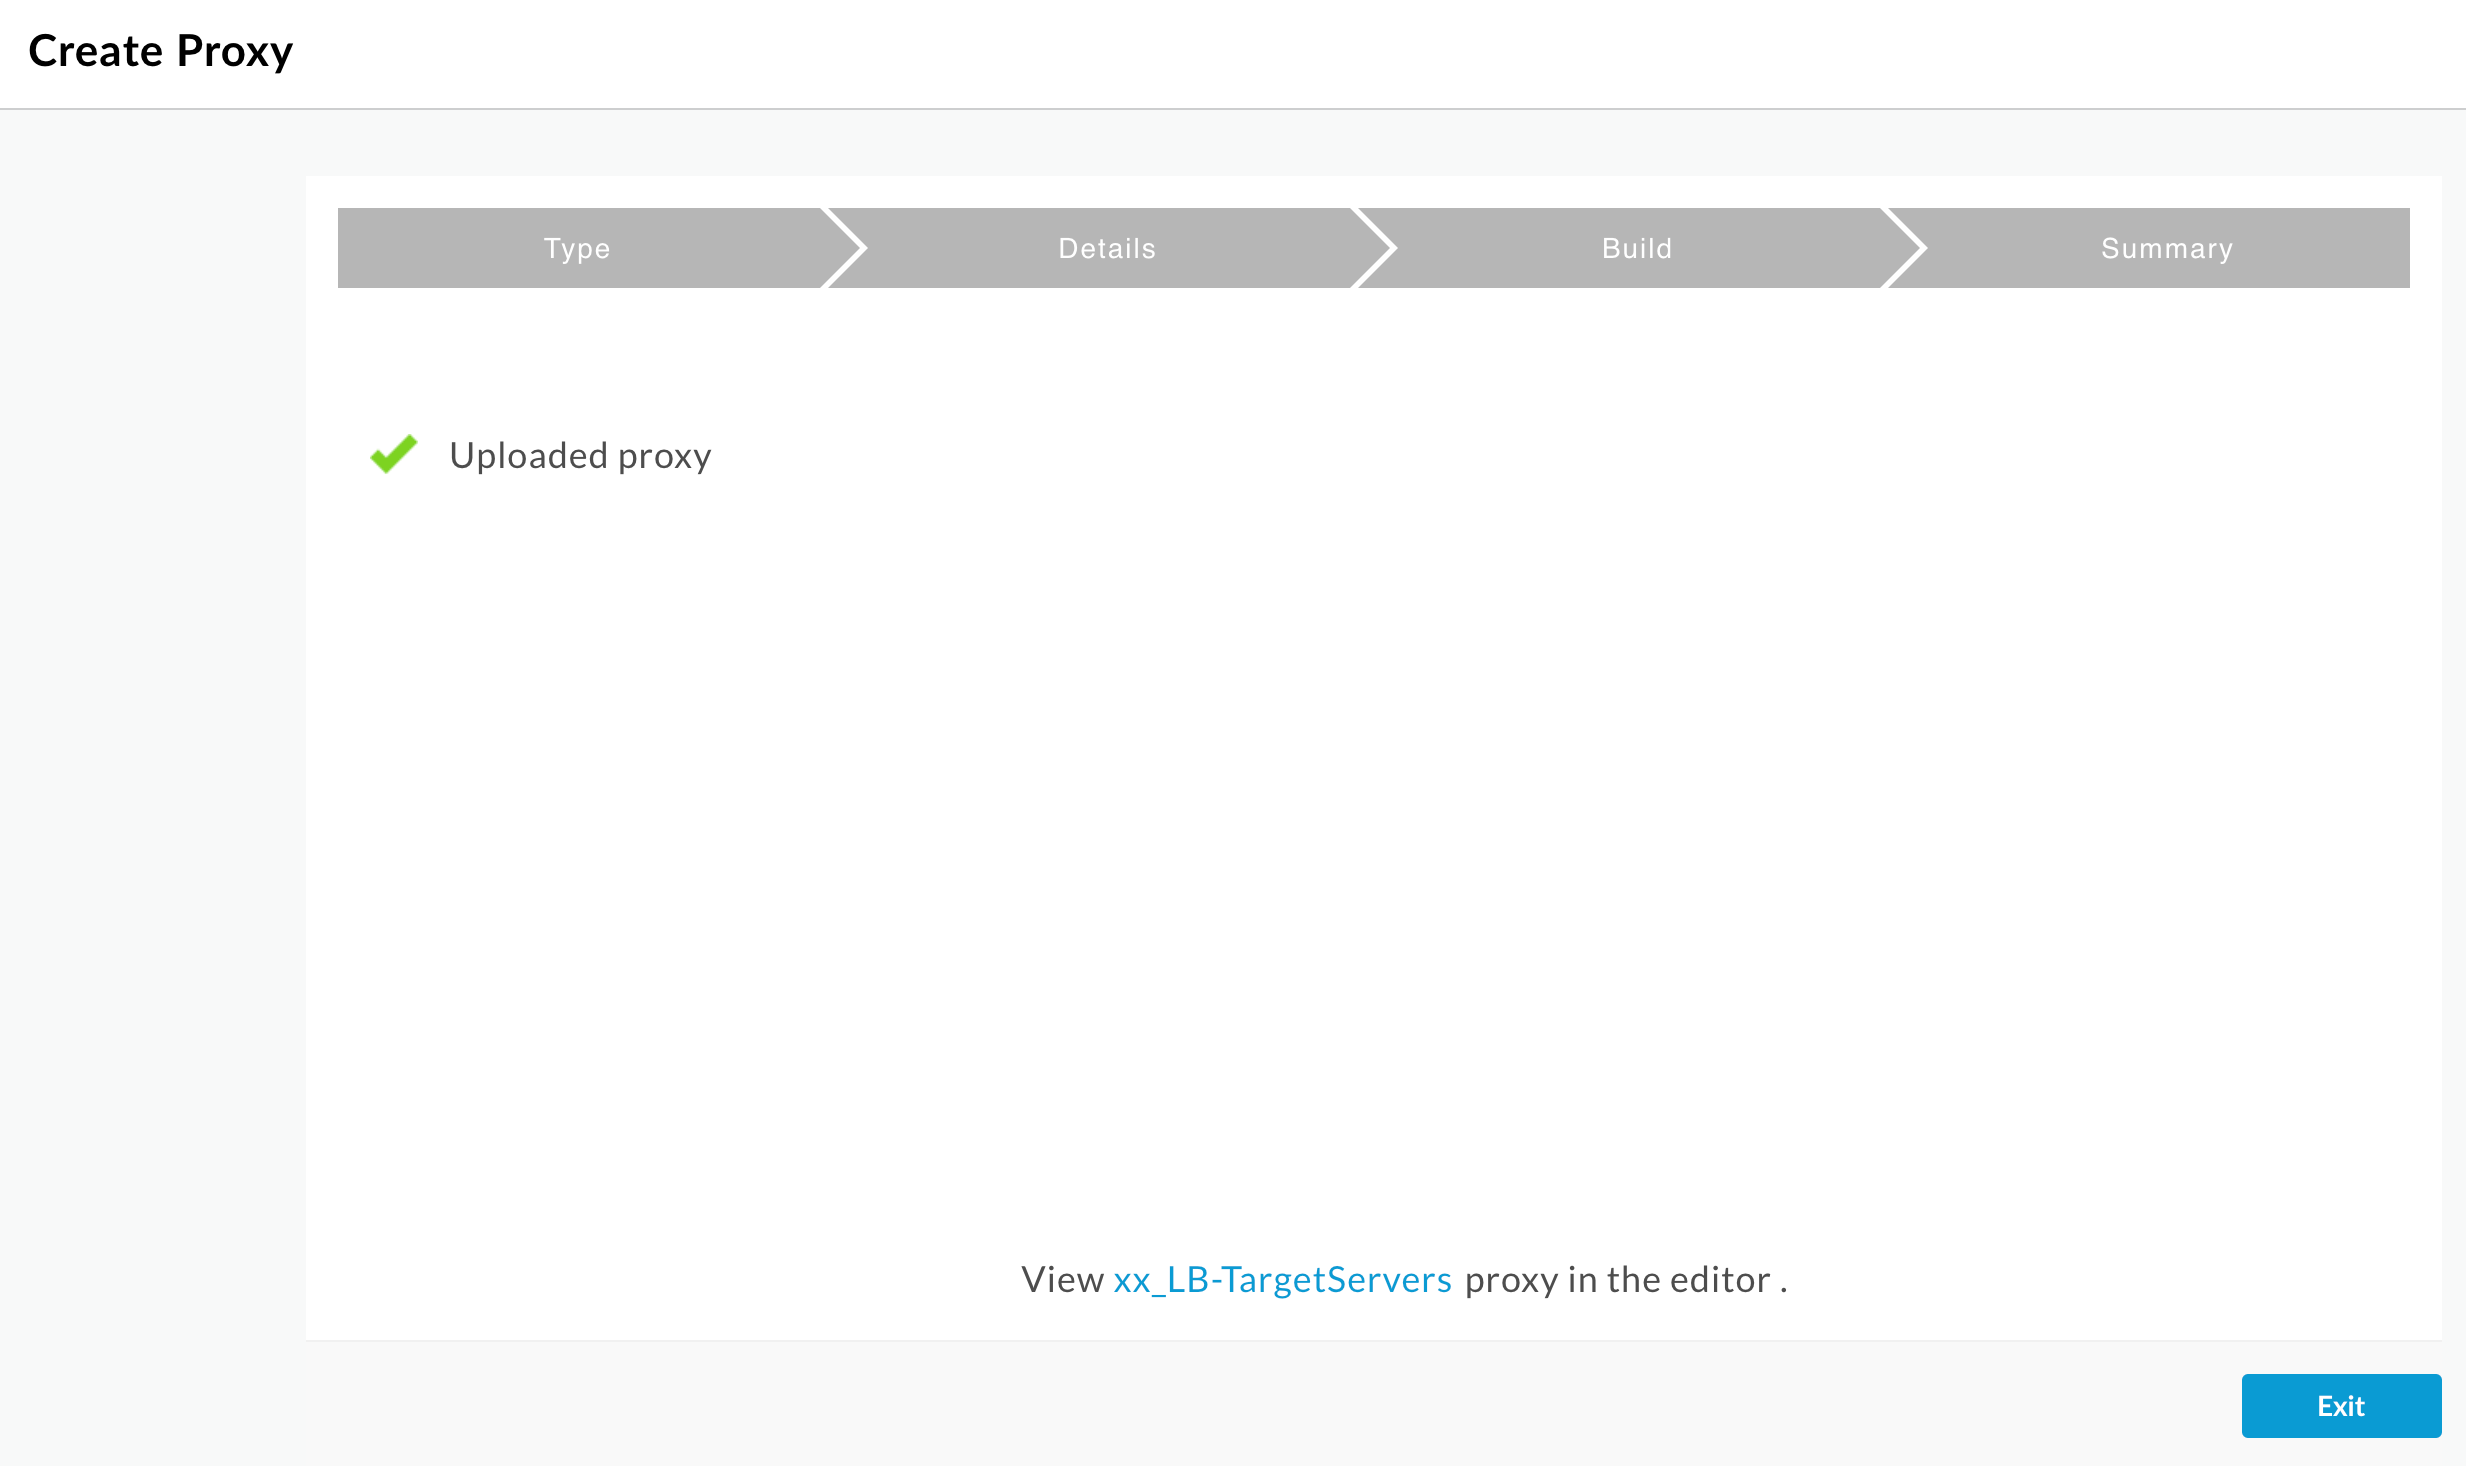 Create Proxy
Type Details Build Summary
Uploaded proxy
View xx_LB-TargetServers proxy in the editor .
Exit